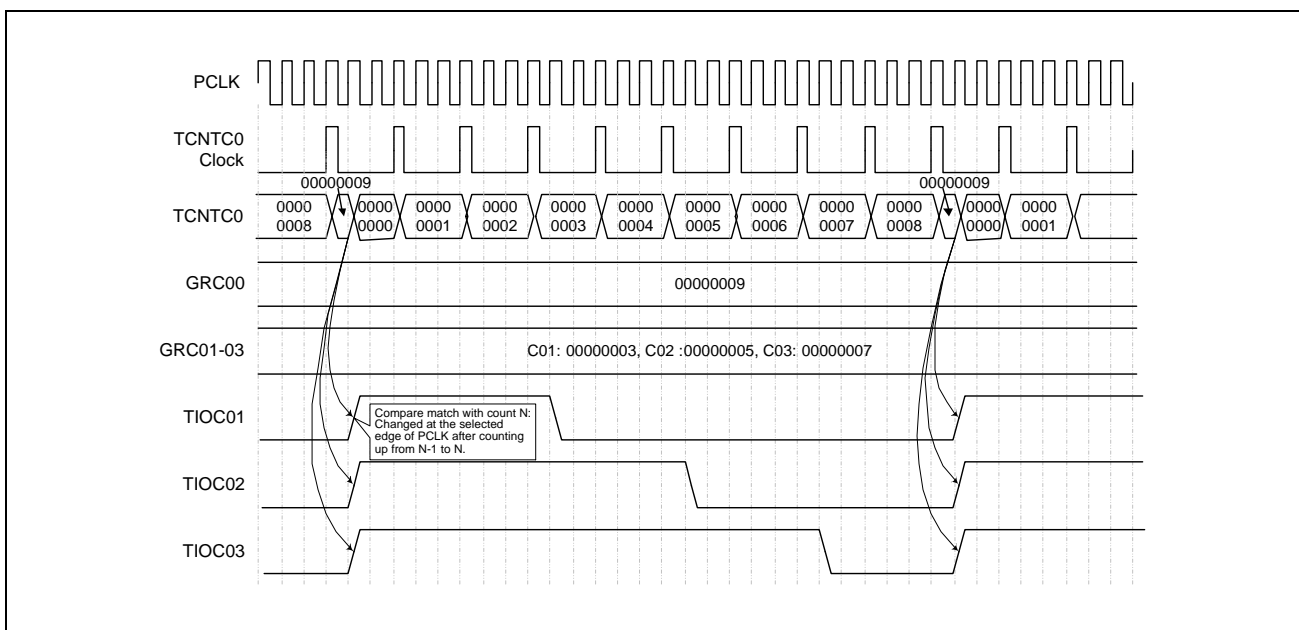 PCLK
TCNTC0
Clock
00000009
00000009
TCNTC0
0000
0008
0000
0000
0000
0001
0000
0002
0000
0003
0000
0004
0000
0005
0000
0006
0000
0007
0000
0008
0000
0000
0000
0001
GRC00
00000009
GRC01-03
C01: 00000003, C02 :00000005, C03: 00000007
TIOC01
Compare match with count N:
Changed at the selected
edge of PCLK after counting
up from N-1 to N.
TIOC02
TIOC03